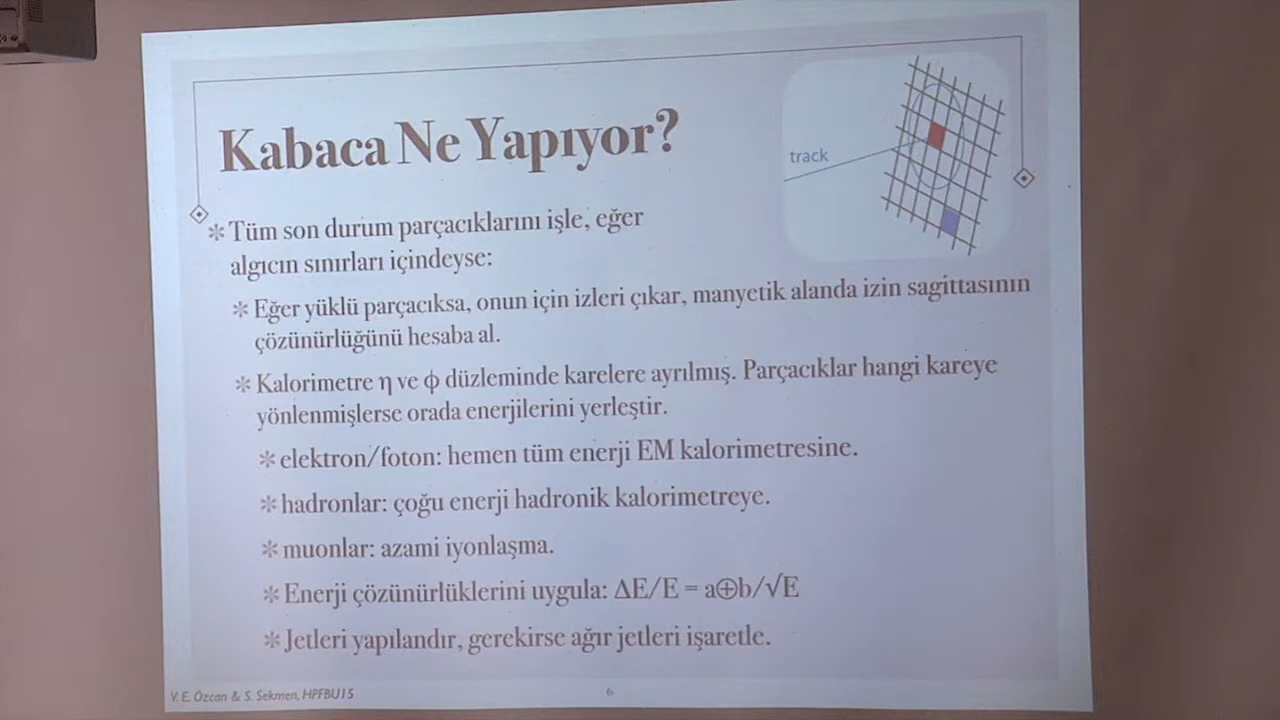 Kabaca Ne Yapıyor?
track
* Tüm son durum parçacıklarını işle, eğer
algıcın sınırları içindeyse:
* Eğer yüklü parçacıksa, onun için izleri çıkar, manyetik alanda izin sagittasının
çözünürlüğünü hesaba al.
* Kalorimetre η ve ϕ düzleminde karelere ayrılmış. Parçacıklar hangi kareye
yönlenmişlerse orada enerjilerini yerleştir.
* elektron/foton: hemen tüm enerji EM kalorimetresine.
* hadronlar: çoğu enerji hadronik kalorimetreye.
* muonlar: azami iyonlaşma.
* Enerji çözünürlüklerini uygula: ΔE/E = a⊕b/√E
* Jetleri yapılandır, gerekirse ağır jetleri işaretle.
V. E. Özcan & S. Sekmen, HPFBU15
6